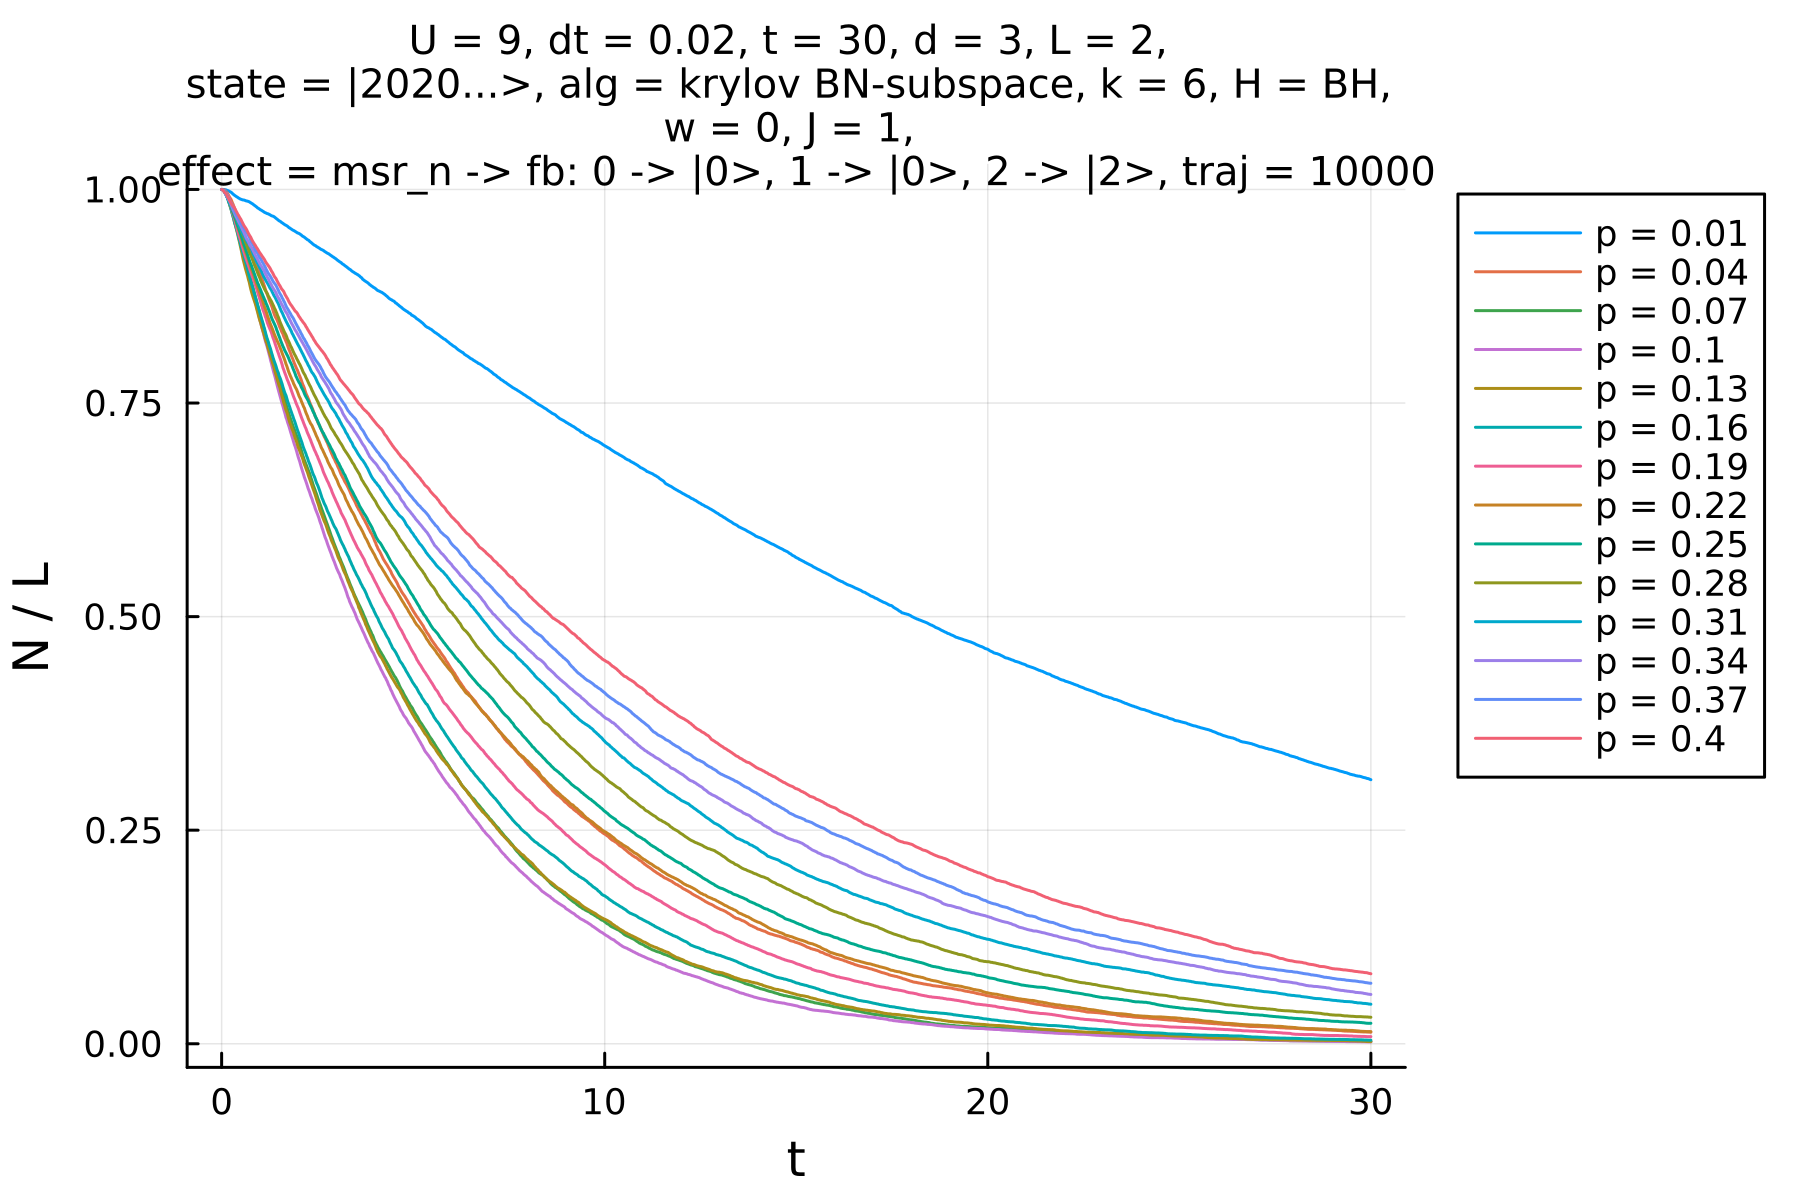 U = 9, dt = 0.02, t = 30, d = 3, L = 2,
state = |2020...>, alg = krylov BN-subspace, k = 6, H = BH,
w = 0, J = 1,
effect = msr_n -> fb: 0 -> |0>, 1 -> |0>, 2 -> |2>, traj = 10000
1.00
0.75
0.50
0.25
0.00
N / L
0
10
20
30
t
p = 0.01
p = 0.04
p = 0.07
p = 0.1
p = 0.13
p = 0.16
p = 0.19
p = 0.22
p = 0.25
p = 0.28
p = 0.31
p = 0.34
p = 0.37
p = 0.4